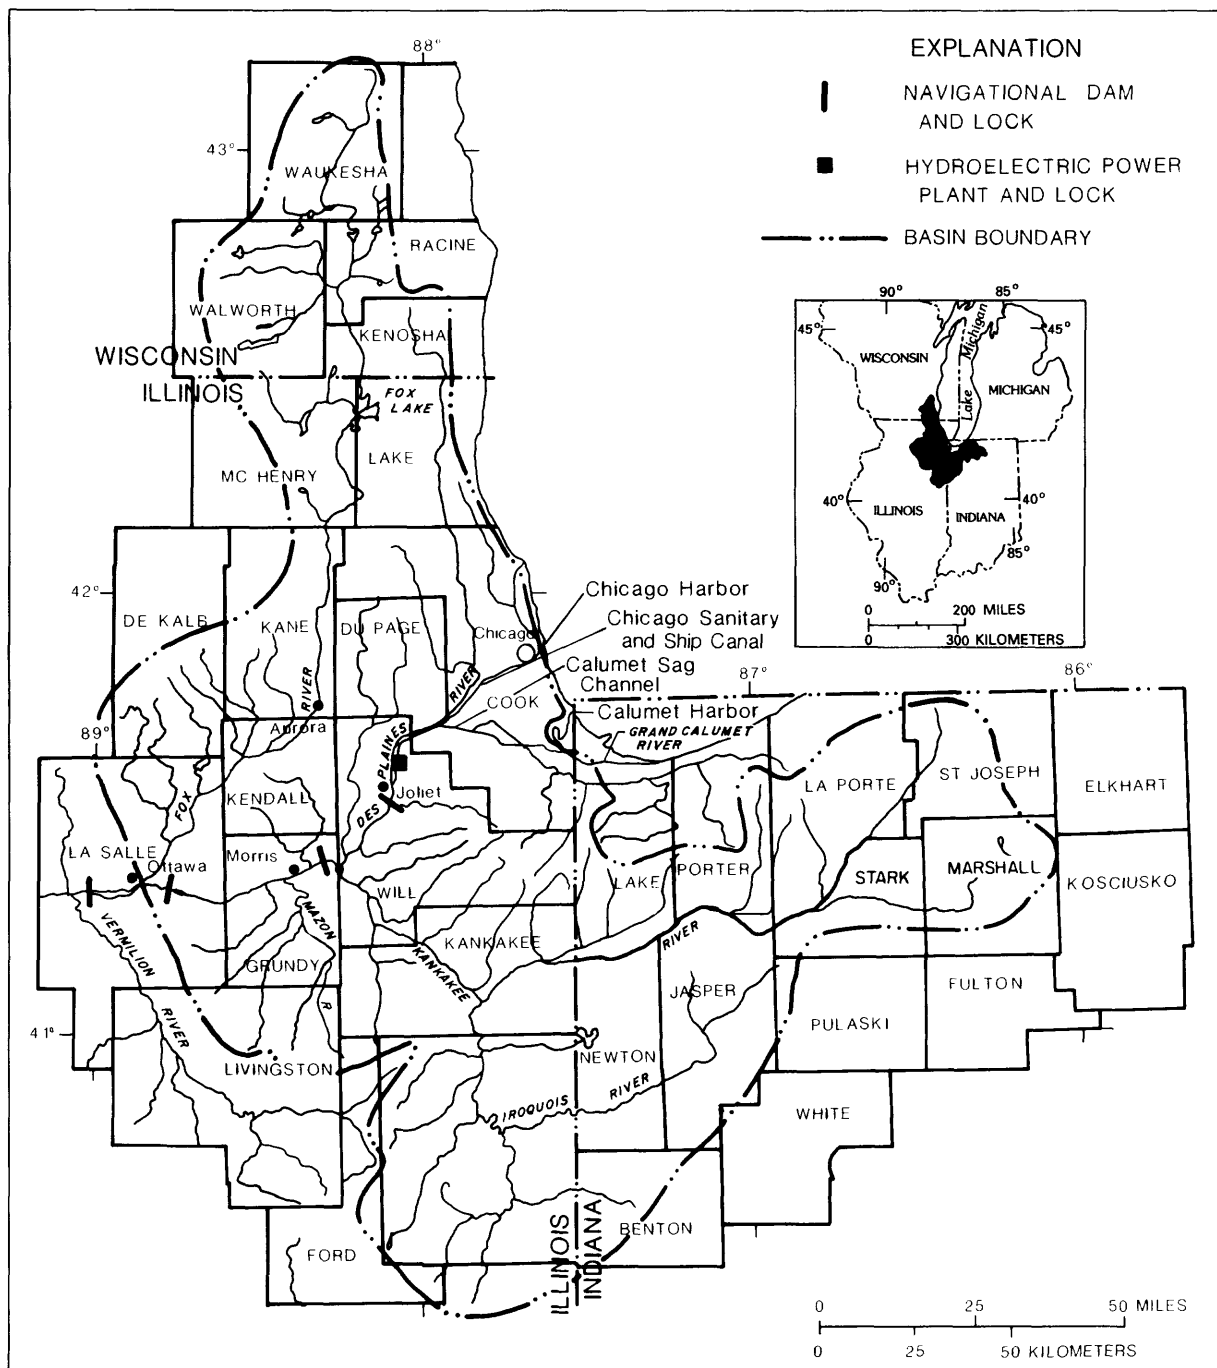 88°
EXPLANATION
NAVIGATIONAL DAM
AND LOCK
HYDROELECTRIC POWER
PLANT AND LOCK
BASIN BOUNDARY
43°
WAUKESHA
RACINE
WALWORTH
KENOSHA
WISCONSIN
ILLINOIS
FOX
LAKE
MC HENRY
LAKE
90°
85°
45°
45°
WISCONSIN
Lake Michigan
MICHIGAN
40°
40°
ILLINOIS
INDIANA
85°
90°
0 200 MILES
0 300 KILOMETERS
42°
DE KALB
KANE
DU PAGE
Chicago
Chicago Harbor
Chicago Sanitary
and Ship Canal
Calumet Sag
Channel
COOK
Calumet Harbor
GRAND CALUMET
RIVER
87°
86°
RIVER
RIVER
Aurora
89°
FOX
KENDALL
DES PLAINES
Joliet
LA PORTE
ST JOSEPH
ELKHART
LA SALLE
Ottawa
Morris
WILL
LAKE
PORTER
STARK
MARSHALL
KOSCIUSKO
VERMILION
RIVER
MAZON
R
GRUNDY
KANKAKEE
KANKAKEE
RIVER
JASPER
FULTON
PULASKI
41°
LIVINGSTON
NEWTON
IROQUOIS
RIVER
WHITE
FORD
ILLINOIS
INDIANA
BENTON
0 25 50 MILES
0 25 50 KILOMETERS